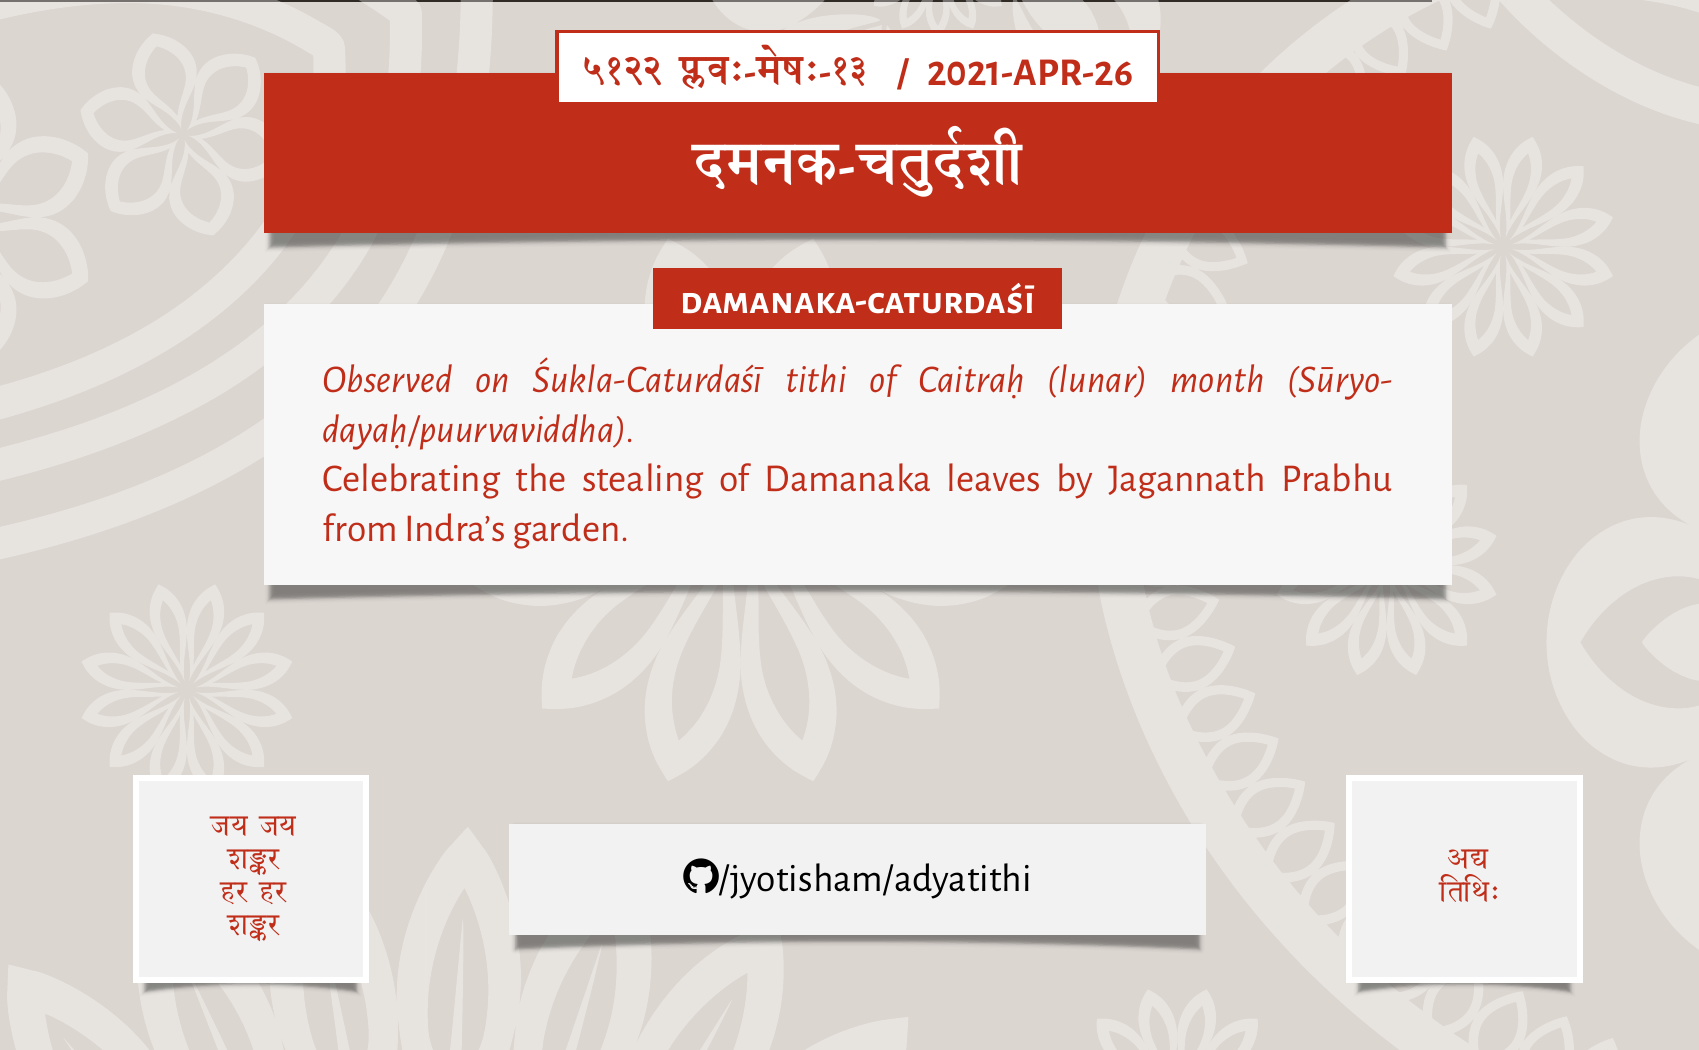 ५१२२ प्लवः-मेषः-१३ / 2021-APR-26
दमनक-चतुर्दशी
DAMANAKA-CATURDAŚĪ
Observed on Śukla-Caturdaśī tithi of Caitraḥ (lunar) month (Sūryo-
dayaḥ/puurvaviddha).
Celebrating the stealing of Damanaka leaves by Jagannath Prabhu
from Indra’s garden.
जय जय
शङ्कर
हर हर
शङ्कर
/jyotisham/adyatithi
अद्य
तिथिः